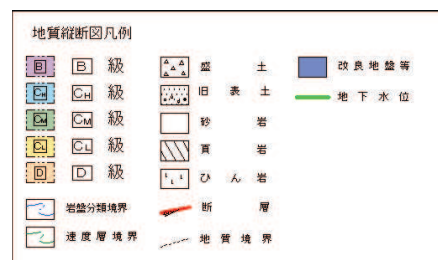 地質縦断図凡例
B B 級
CH CH 級
CM CM 級
CL CL 級
D D 級
岩盤分類境界
速度層境界
盛土
旧表土
砂岩
頁岩
ひん岩
断層
地質境界
改良地盤等
地下水位